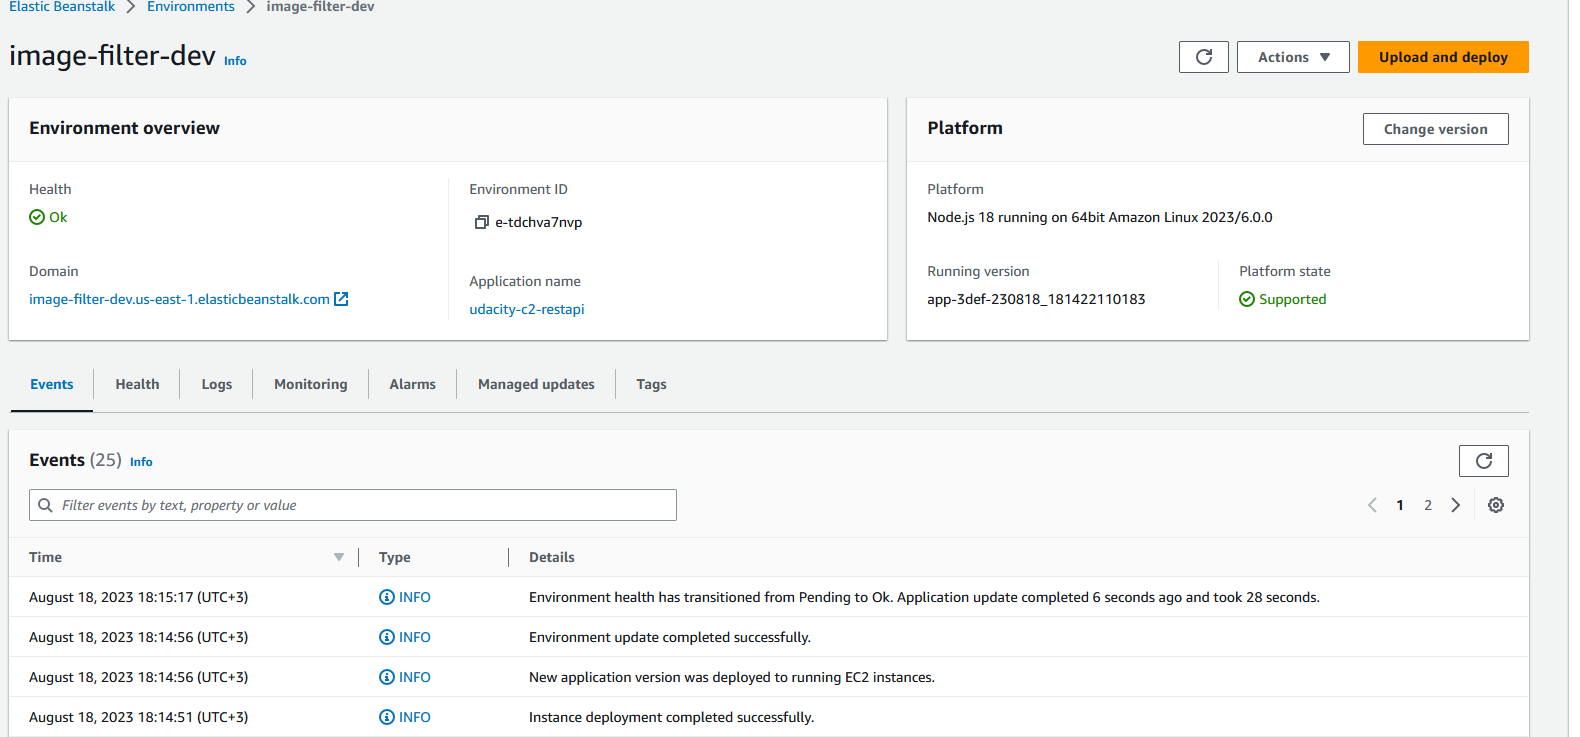 Elastic Beanstalk > Environments > image-filter-dev
image-filter-dev Info
Actions
Upload and deploy
Environment overview
Health
Ok
Domain
image-filter-dev.us-east-1.elasticbeanstalk.com
Environment ID
e-tdchva7nvp
Application name
udacity-c2-restapi
Platform
Change version
Platform
Node.js 18 running on 64bit Amazon Linux 2023/6.0.0
Running version
app-3def-230818_181422110183
Platform state
Supported
Events Health Logs Monitoring Alarms Managed updates Tags
Events (25) Info
Filter events by text, property or value
1 2
Time Type Details
August 18, 2023 18:15:17 (UTC+3) INFO Environment health has transitioned from Pending to Ok. Application update completed 6 seconds ago and took 28 seconds.
August 18, 2023 18:14:56 (UTC+3) INFO Environment update completed successfully.
August 18, 2023 18:14:56 (UTC+3) INFO New application version was deployed to running EC2 instances.
August 18, 2023 18:14:51 (UTC+3) INFO Instance deployment completed successfully.